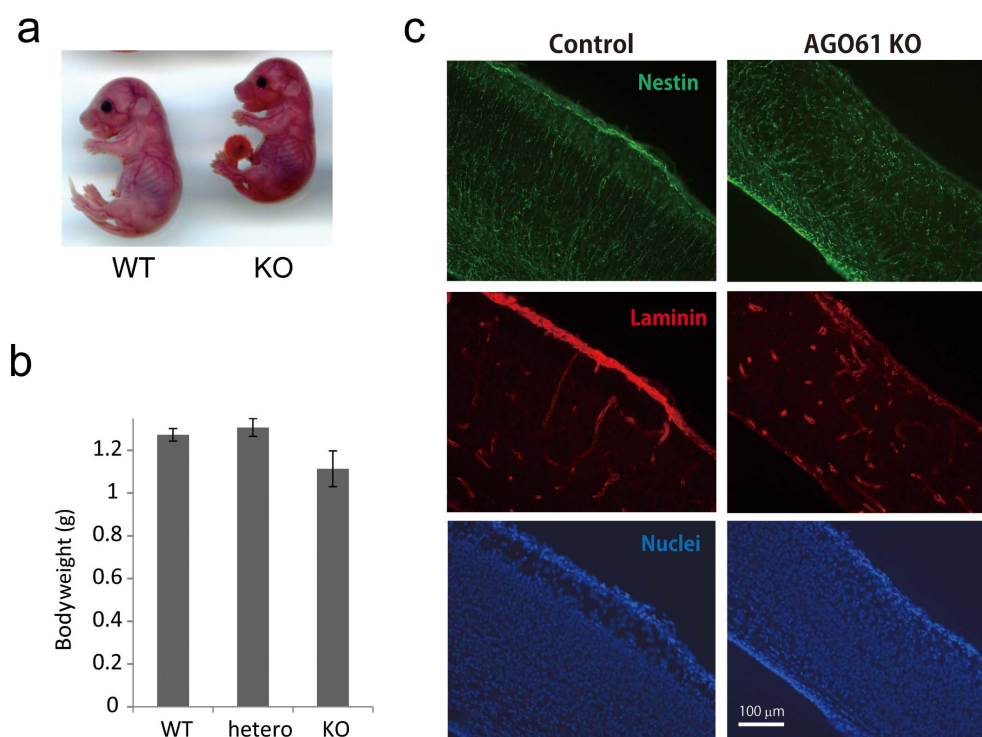 a
WT KO
b
Bodyweight (g)
1.2
1
0.8
0.6
0.4
0.2
0
WT hetero KO
c
Control AGO61 KO
Nestin
Laminin
Nuclei
100 μm